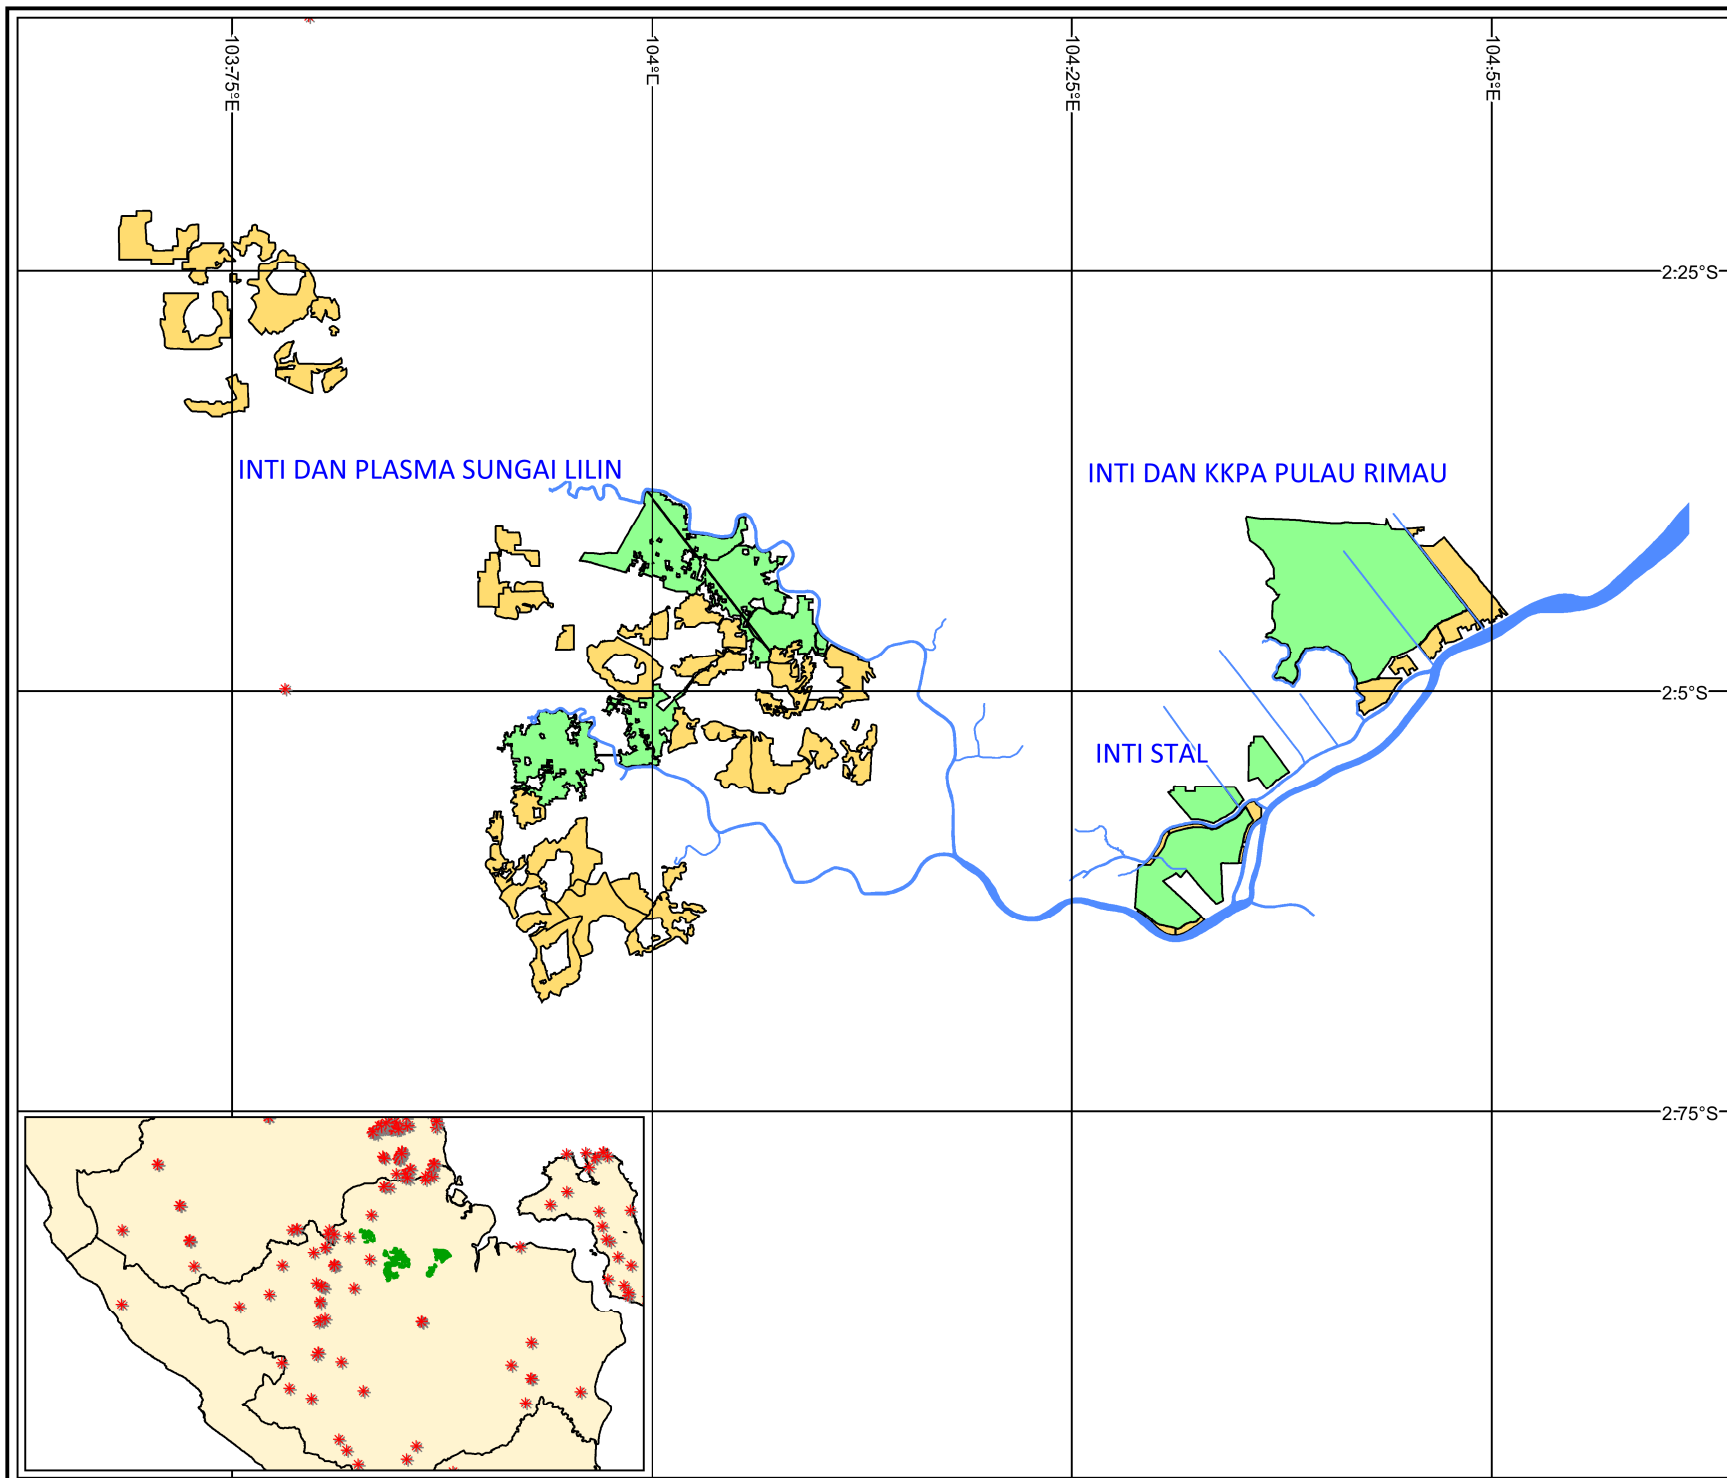 103.75°E
104°E
104.25°E
104.5°E
2.25°S
INTI DAN PLASMA SUNGAI LILIN
INTI DAN KKPA PULAU RIMAU
2.5°S
INTI STAL
2.75°S